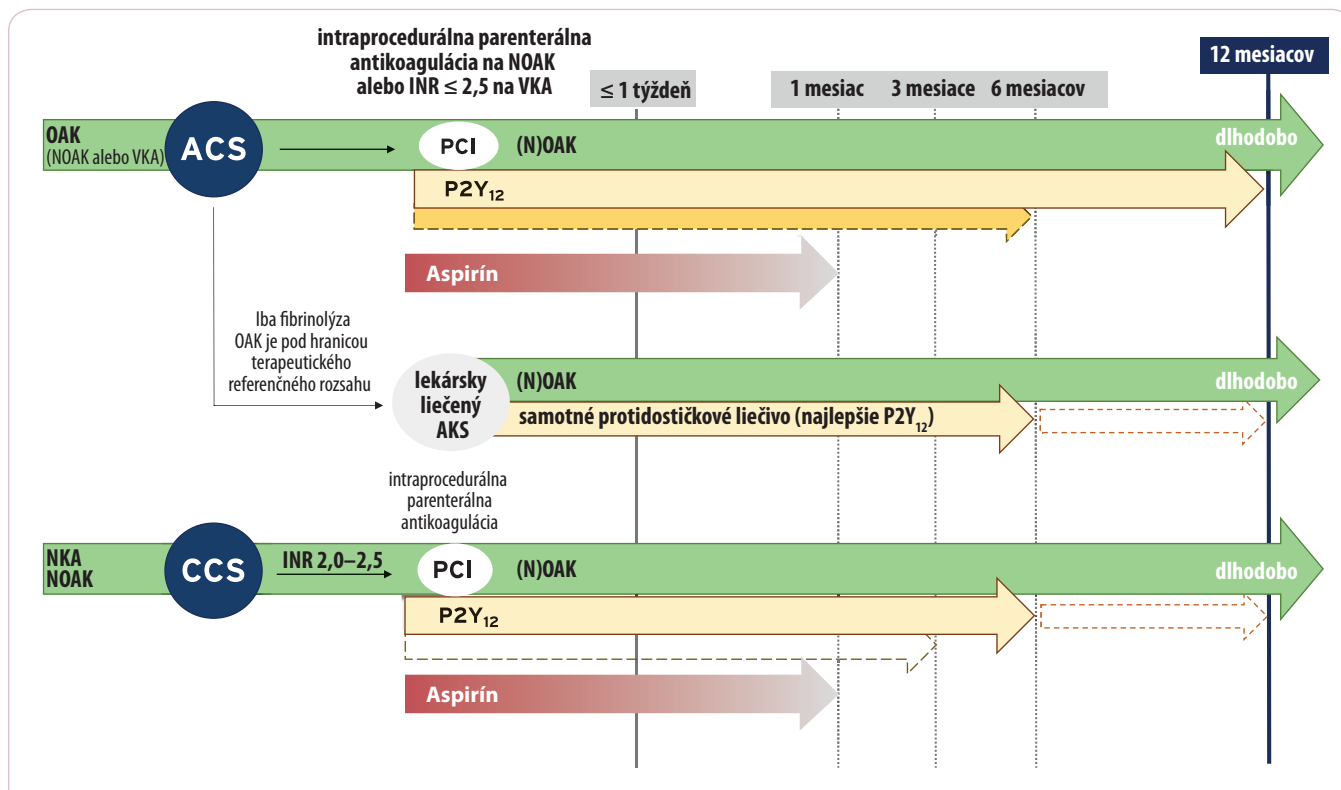 intraprocedurálna parenterálna
antikoagulácia na NOAK
alebo INR ≤ 2,5 na VKA
≤ 1 týždeň
1 mesiac
3 mesiace
6 mesiacov
12 mesiacov
OAK
(NOAK alebo VKA)
ACS
PCI
(N)OAK
dlhodobo
P2Y₁₂
Aspirín
Iba fibrinolýza
OAK je pod hranicou
terapeutického
referenčného rozsahu
lekársky
liečený
AKS
(N)OAK
dlhodobo
samotné protidostičkové liečivo (najlepšie P2Y₁₂)
intraprocedurálna
parenterálna
antikoagulácia
NKA
NOAK
CCS
INR 2,0–2,5
PCI
(N)OAK
dlhodobo
P2Y₁₂
Aspirín